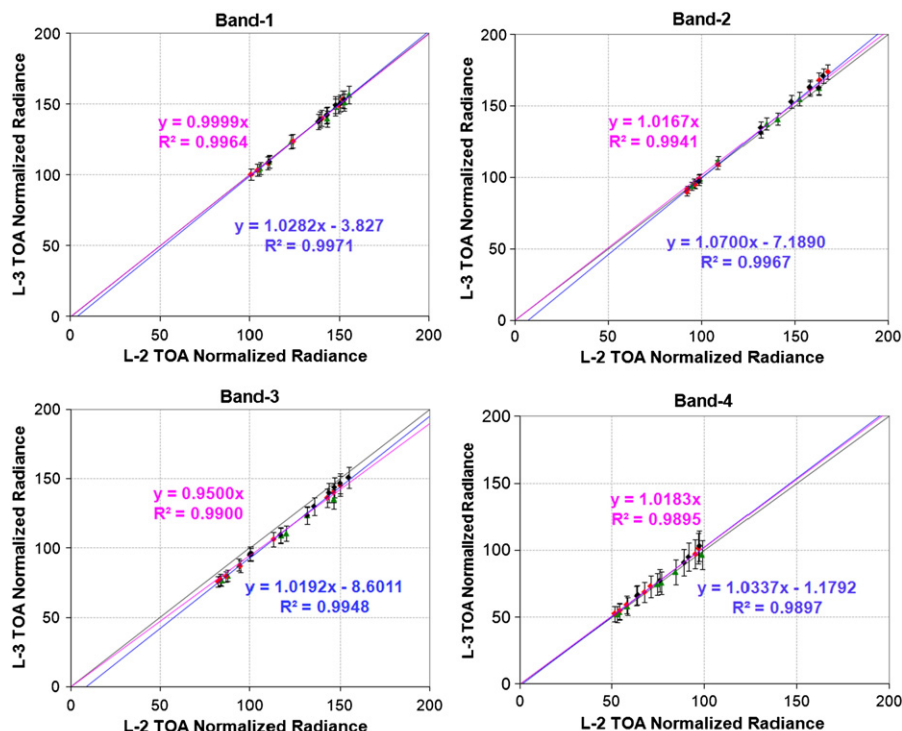 Band-1
200
150
100
50
0
L-3 TOA Normalized Radiance
y = 0.9999x
R² = 0.9964
y = 1.0282x - 3.827
R² = 0.9971
0 50 100 150 200
L-2 TOA Normalized Radiance
Band-2
200
150
100
50
0
L-3 TOA Normalized Radiance
y = 1.0167x
R² = 0.9941
y = 1.0700x - 7.1890
R² = 0.9967
0 50 100 150 200
L-2 TOA Normalized Radiance
Band-3
200
150
100
50
0
L-3 TOA Normalized Radiance
y = 0.9500x
R² = 0.9900
y = 1.0192x - 8.6011
R² = 0.9948
0 50 100 150 200
L-2 TOA Normalized Radiance
Band-4
200
150
100
50
0
L-3 TOA Normalized Radiance
y = 1.0183x
R² = 0.9895
y = 1.0337x - 1.1792
R² = 0.9897
0 50 100 150 200
L-2 TOA Normalized Radiance